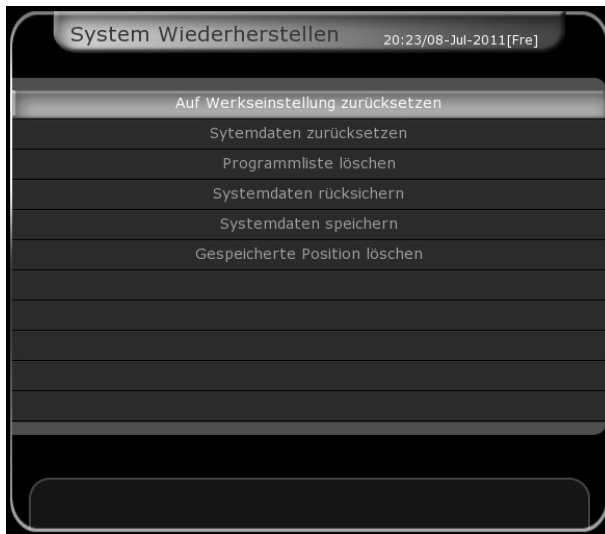 System Wiederherstellen
20:23/08-Jul-2011[Fre]
Auf Werkseinstellung zurücksetzen
Sytemdaten zurücksetzen
Programmliste löschen
Systemdaten rücksichern
Systemdaten speichern
Gespeicherte Position löschen